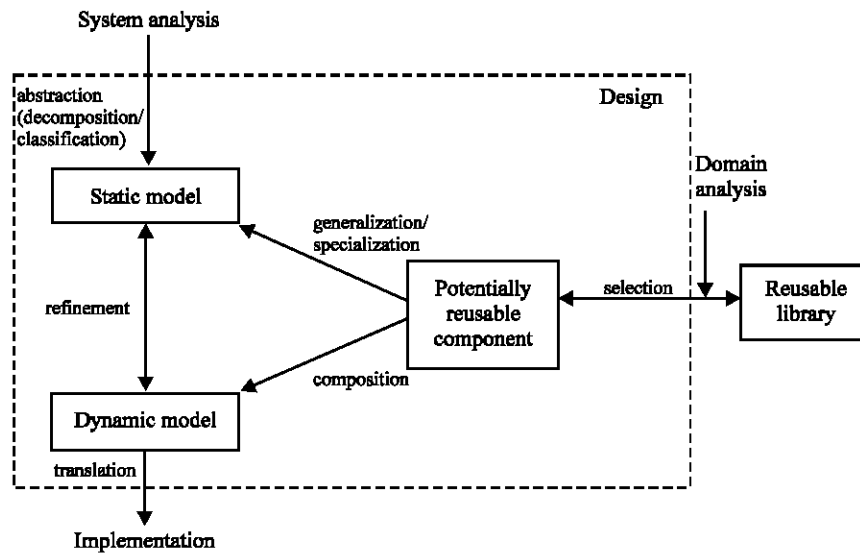 System analysis
abstraction
(decomposition/
classification)
Design
Static model
Domain
analysis
generalization/
specialization
Potentially
reusable
component
selection
Reusable
library
refinement
composition
Dynamic model
translation
Implementation